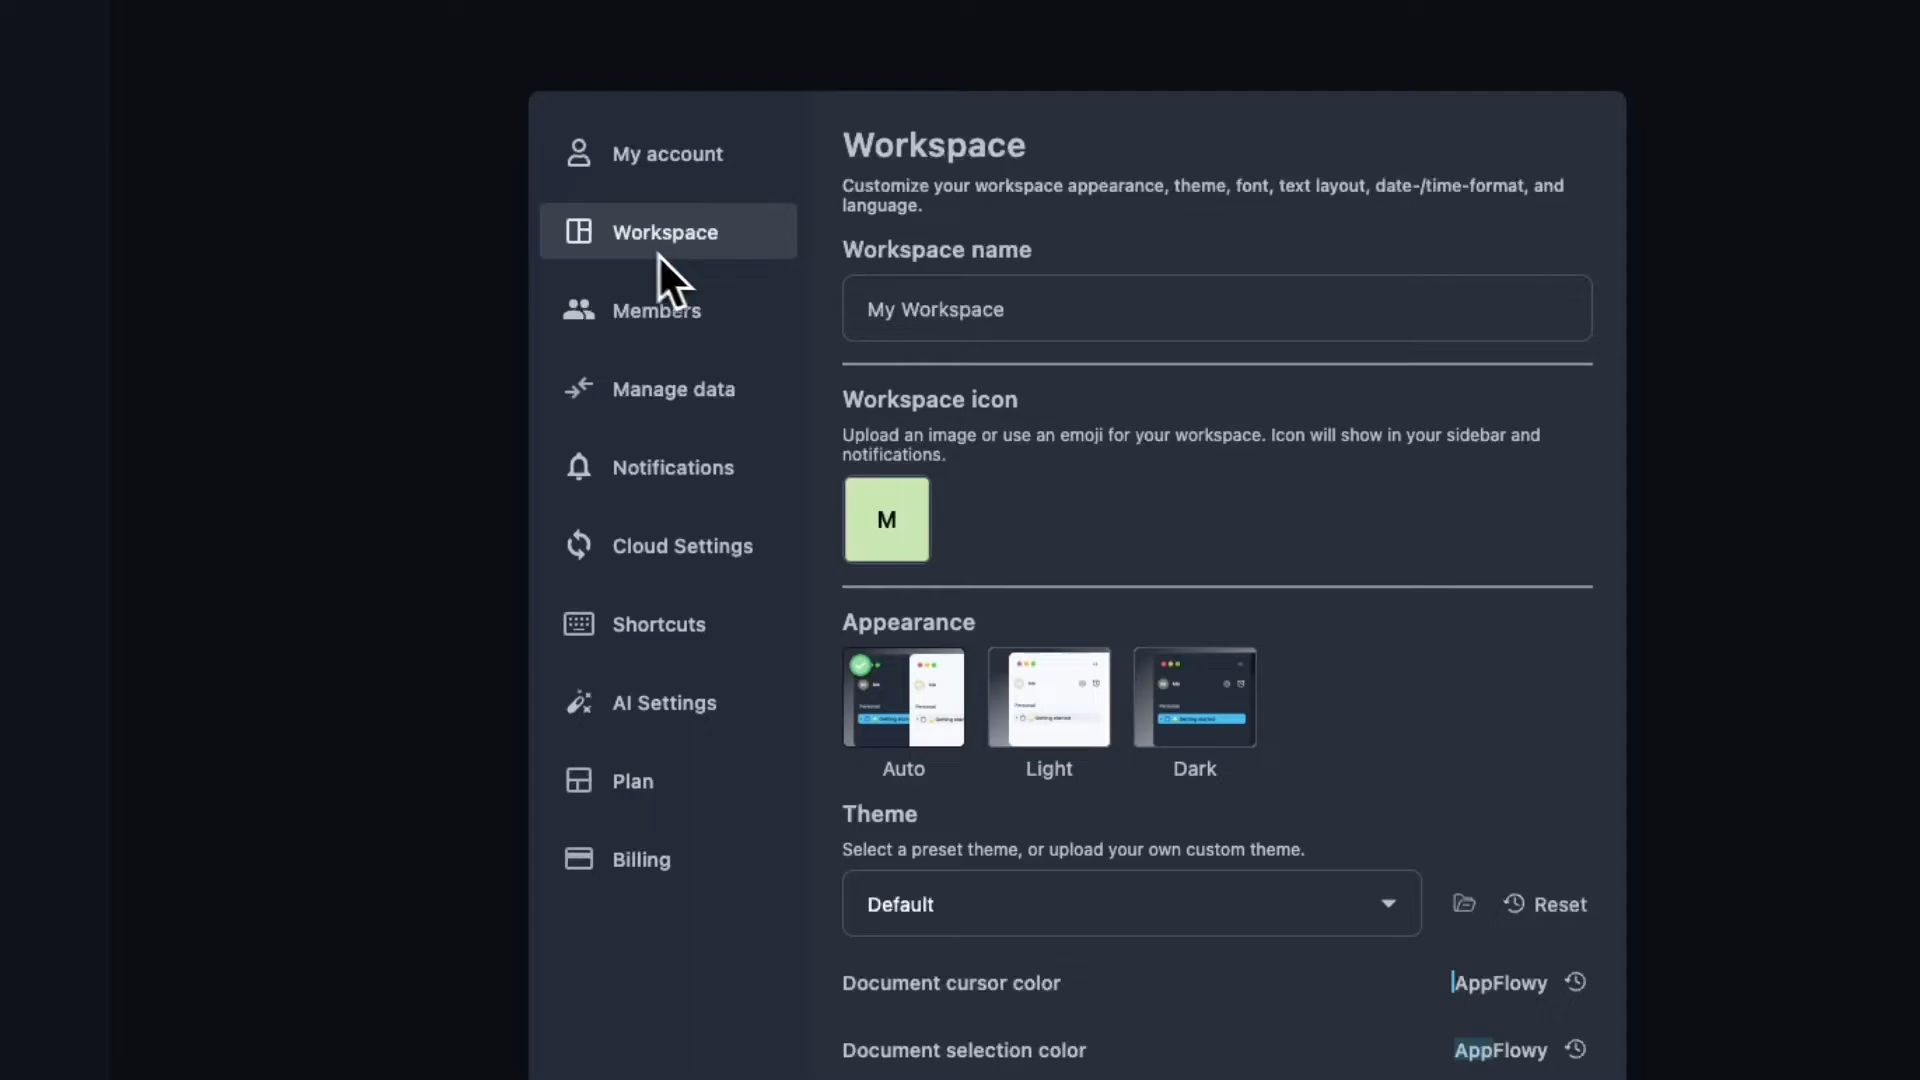 My account
Workspace
Members
Manage data
Notifications
Cloud Settings
Shortcuts
AI Settings
Plan
Billing
Workspace
Customize your workspace appearance, theme, font, text layout, date-/time-format, and
language.
Workspace name
My Workspace
Workspace icon
Upload an image or use an emoji for your workspace. Icon will show in your sidebar and
notifications.
M
Appearance
Auto
Light
Dark
Theme
Select a preset theme, or upload your own custom theme.
Default
Reset
Document cursor color
AppFlowy
Document selection color
AppFlowy